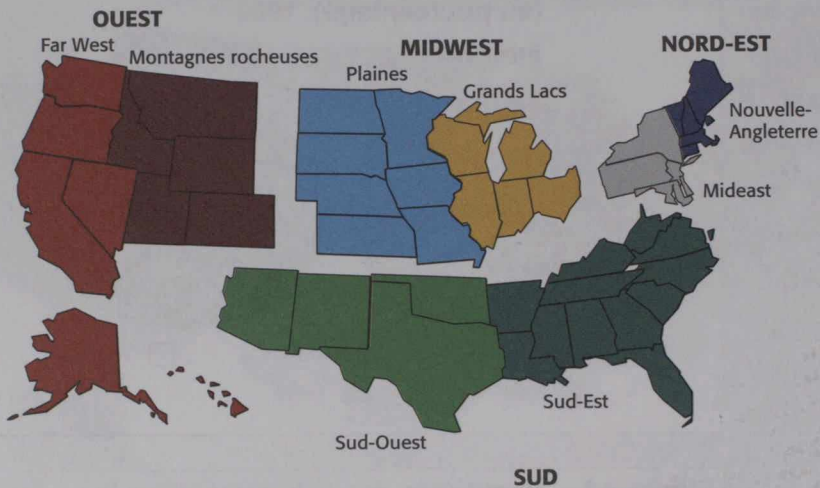 OUEST
Far West
Montagnes rocheuses
MIDWEST
Plaines
Grands Lacs
NORD-EST
Nouvelle-
Angleterre
Mideast
Sud-Est
Sud-Ouest
SUD